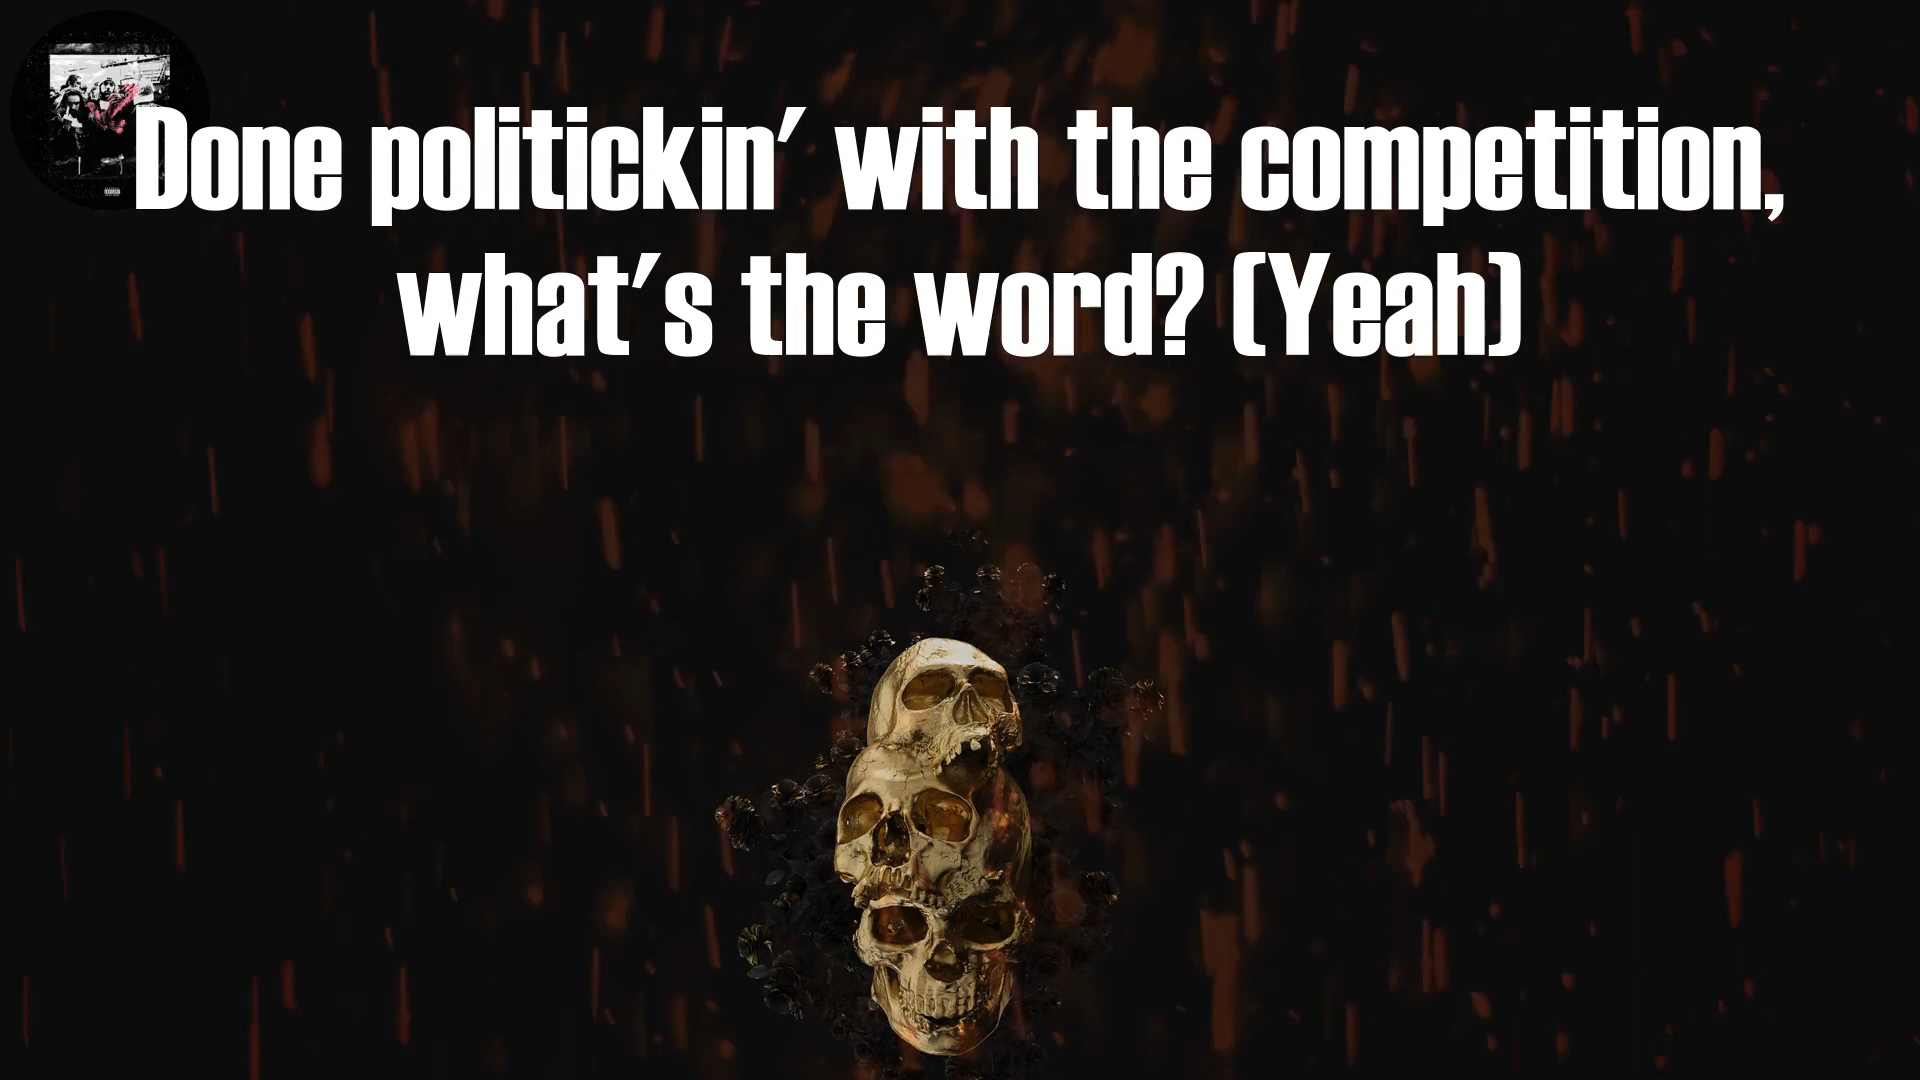 Done politickin' with the competition,
what's the word? (Yeah)